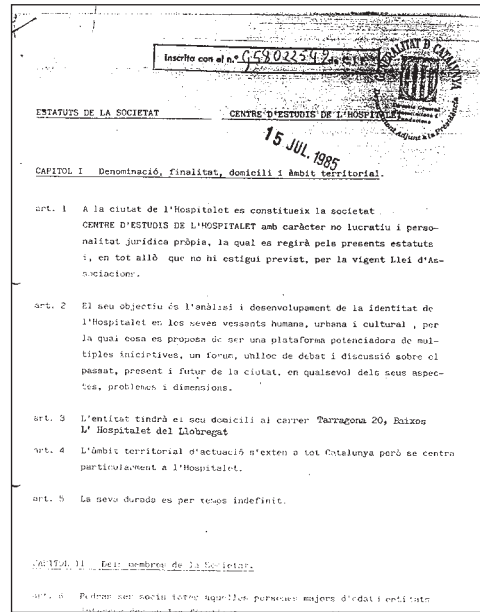 Inscrito con el n.º G58022542 de C.I.F.
GENERALITAT D CATALUNYA
ESTATUTS DE LA SOCIETAT CENTRE D'ESTUDIS DE L'HOSPITALET
15 JUL. 1985
CAPITOL I Denominació, finalitat, domicili i àmbit territorial.
art. 1 A la ciutat de l'Hospitalet es constitueix la societat
CENTRE D'ESTUDIS DE L'HOSPITALET amb caràcter no lucratiu i perso-
nalitat jurídica pròpia, la qual es regirà pels presents estatuts
i, en tot allò que no hi estigui previst, per la vigent Llei d'As-
sociacions.
art. 2 El seu objectiu és l'anàlisi i desenvolupament de la identitat de
l'Hospitalet en les seves vessants humana, urbana i cultural , per
la qual cosa es proposa de ser una plataforma potenciadora de mul-
tiples iniciatives, un forum, un lloc de debat i discussió sobre el
passat, present i futur de la ciutat, en qualsevol dels seus aspec-
tes, problemes i dimensions.
art. 3 L'entitat tindrà el seu domicili al carrer Tarragona 20, Baixos
L' Hospitalet del Llobregat
art. 4 L'àmbit territorial d'actuació s'exten a tot Catalunya però se centra
particularment a l'Hospitalet.
art. 5 La seva durada es per temps indefinit.
CAPITOL II Dels membres de la Societat.
art. 6 Podran ser socis totes aquelles persones majors d'edat i entitats